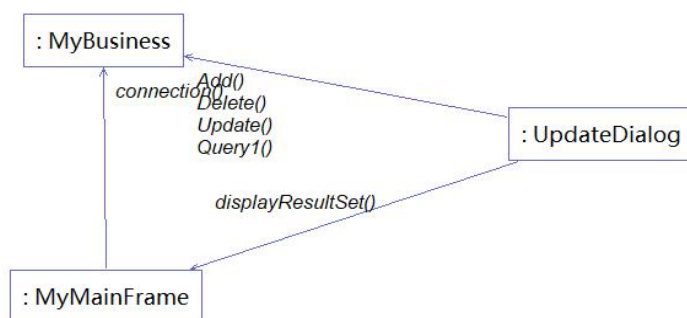 : MyBusiness
connection()
Add()
Delete()
Update()
Query1()
: UpdateDialog
displayResultSet()
: MyMainFrame